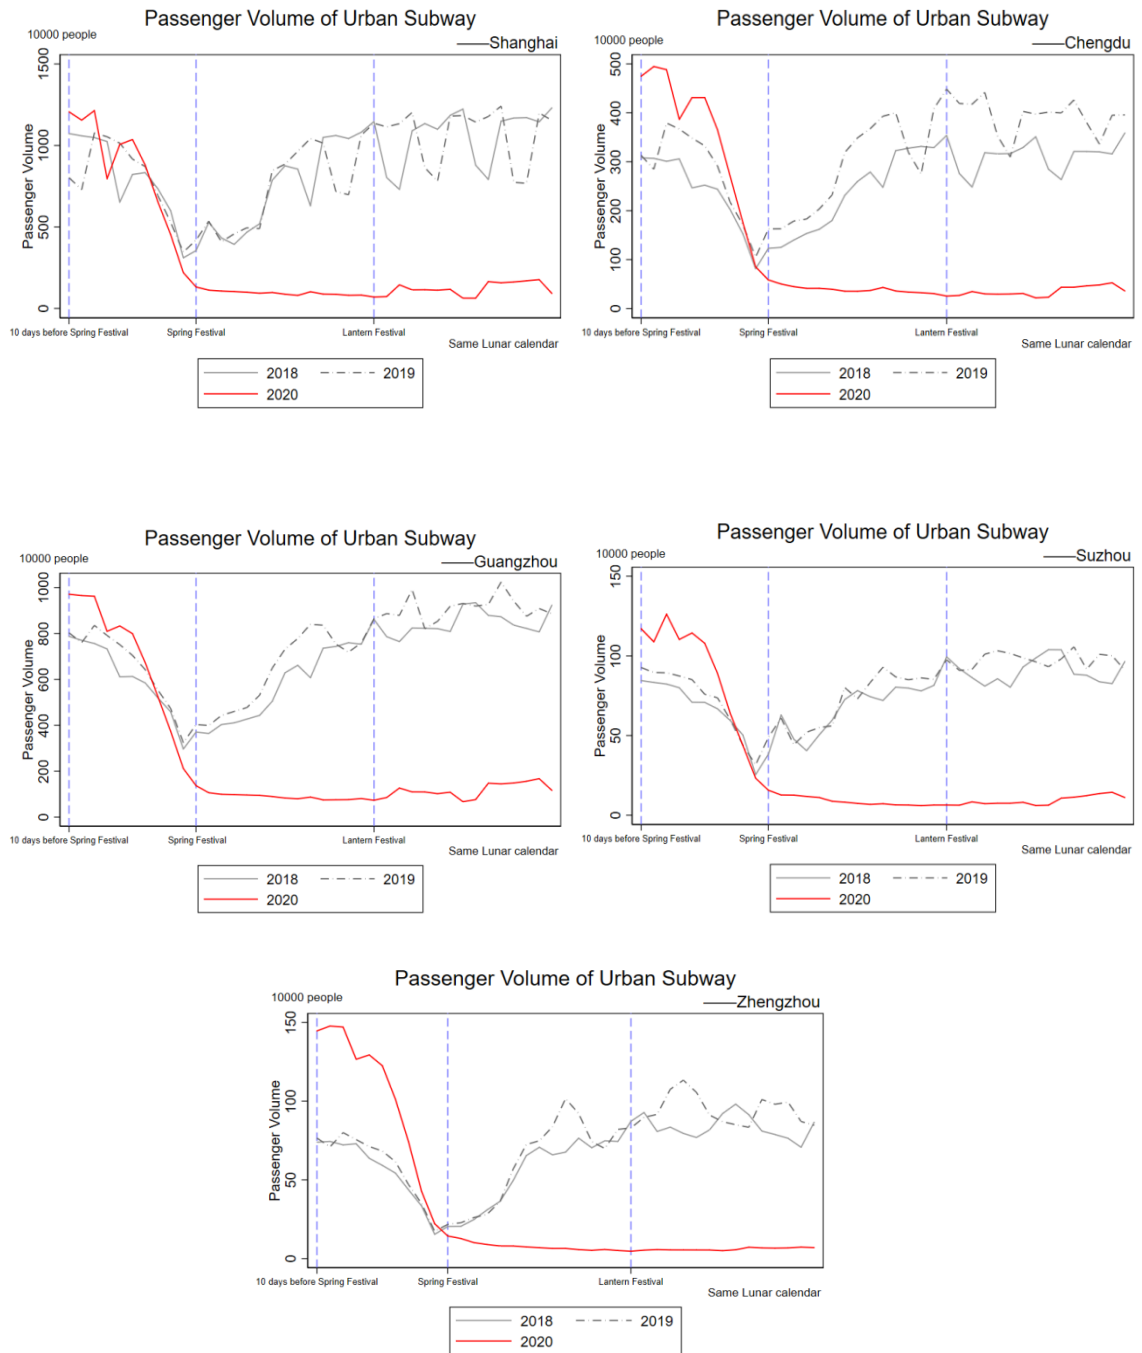 Passenger Volume of Urban Subway
10000 people
——Shanghai
Passenger Volume
1500
1000
500
0
10 days before Spring Festival
Spring Festival
Lantern Festival
Same Lunar calendar
2018
2019
2020
Passenger Volume of Urban Subway
10000 people
——Chengdu
Passenger Volume
500
400
300
200
100
0
10 days before Spring Festival
Spring Festival
Lantern Festival
Same Lunar calendar
2018
2019
2020
Passenger Volume of Urban Subway
10000 people
——Guangzhou
Passenger Volume
1000
800
600
400
200
0
10 days before Spring Festival
Spring Festival
Lantern Festival
Same Lunar calendar
2018
2019
2020
Passenger Volume of Urban Subway
10000 people
——Suzhou
Passenger Volume
150
100
50
0
10 days before Spring Festival
Spring Festival
Lantern Festival
Same Lunar calendar
2018
2019
2020
Passenger Volume of Urban Subway
10000 people
——Zhengzhou
Passenger Volume
150
100
50
0
10 days before Spring Festival
Spring Festival
Lantern Festival
Same Lunar calendar
2018
2019
2020